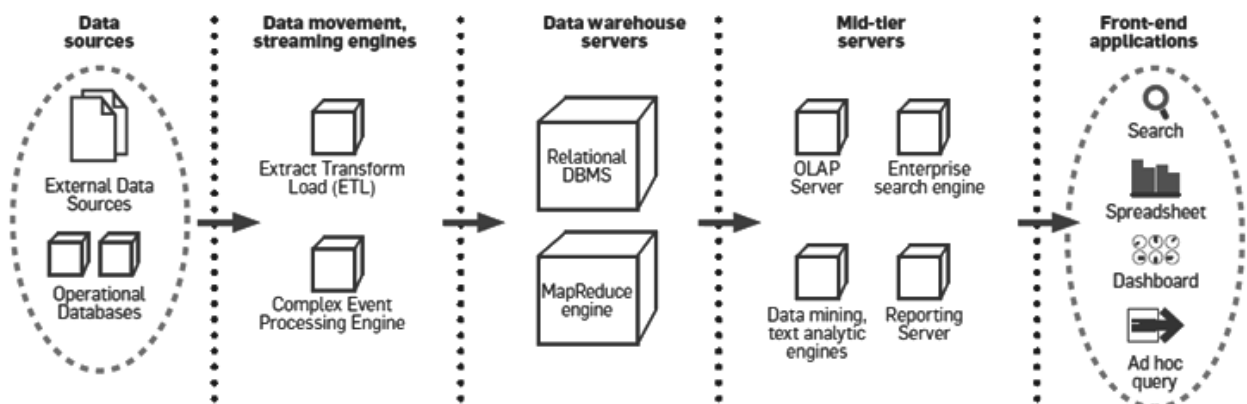 Data
sources
Data movement,
streaming engines
Data warehouse
servers
Mid-tier
servers
Front-end
applications
External Data
Sources
Operational
Databases
Extract Transform
Load (ETL)
Complex Event
Processing Engine
Relational
DBMS
MapReduce
engine
OLAP
Server
Enterprise
search engine
Data mining,
text analytic
engines
Reporting
Server
Search
Spreadsheet
Dashboard
Ad hoc
query